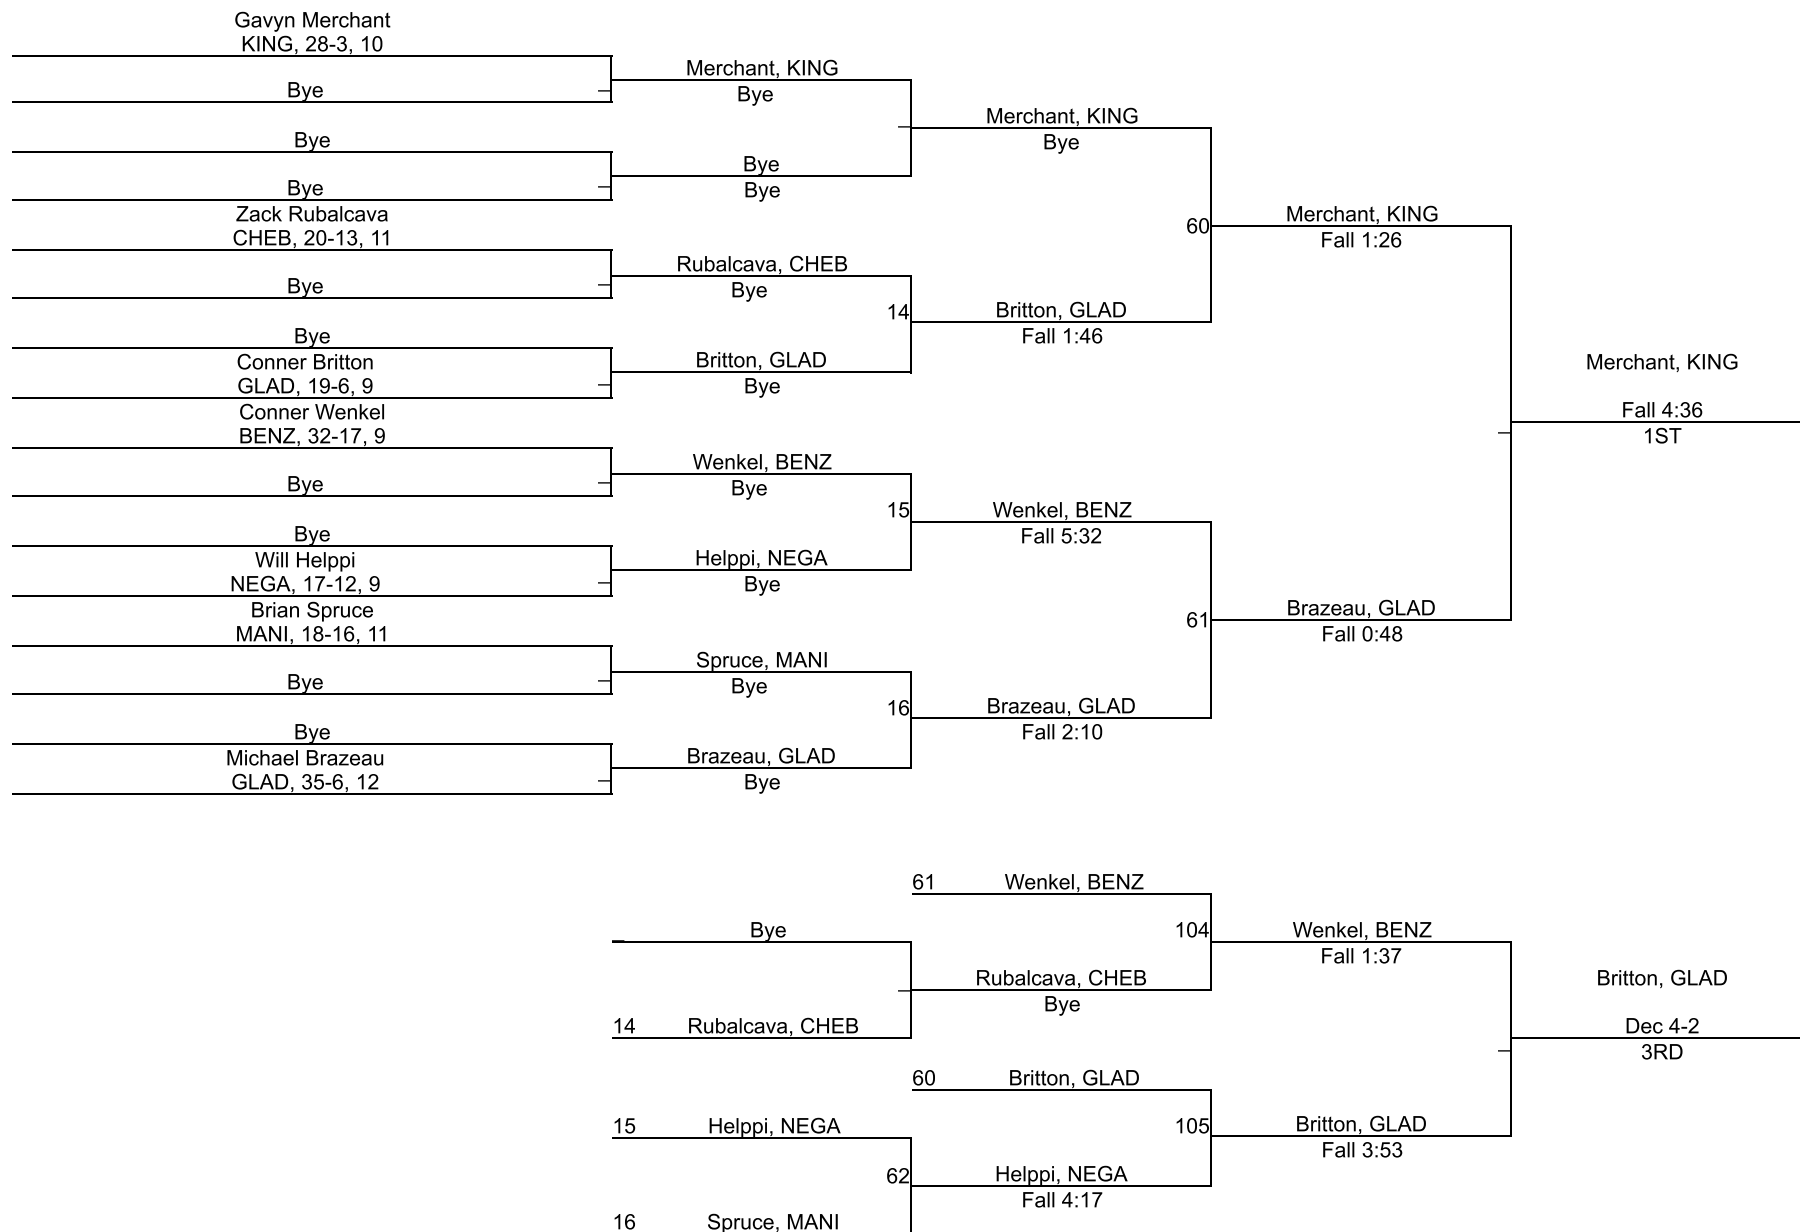 Gavyn Merchant
KING, 28-3, 10
Bye
Bye
Bye
Zack Rubalcava
CHEB, 20-13, 11
Bye
Bye
Conner Britton
GLAD, 19-6, 9
Conner Wenkel
BENZ, 32-17, 9
Bye
Bye
Will Helppi
NEGA, 17-12, 9
Brian Spruce
MANI, 18-16, 11
Bye
Bye
Michael Brazeau
GLAD, 35-6, 12
Merchant, KING
Bye
Bye
Bye
Rubalcava, CHEB
Bye
14
Britton, GLAD
Bye
Wenkel, BENZ
Bye
15
Helppi, NEGA
Bye
Spruce, MANI
Bye
16
Brazeau, GLAD
Bye
Merchant, KING
Bye
60
Britton, GLAD
Fall 1:46
Wenkel, BENZ
Fall 5:32
61
Brazeau, GLAD
Fall 2:10
Merchant, KING
Fall 1:26
Brazeau, GLAD
Fall 0:48
Merchant, KING
Fall 4:36
1ST
61 Wenkel, BENZ
Bye
104
Rubalcava, CHEB
Bye
14 Rubalcava, CHEB
Wenkel, BENZ
Fall 1:37
60 Britton, GLAD
15 Helppi, NEGA
105
62
Helppi, NEGA
Fall 4:17
16 Spruce, MANI
Britton, GLAD
Fall 3:53
Britton, GLAD
Dec 4-2
3RD